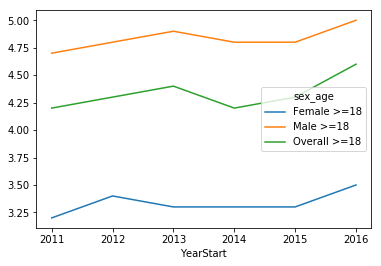 5.00
4.75
4.50
4.25
4.00
3.75
3.50
3.25
sex_age
Female >=18
Male >=18
Overall >=18
2011 2012 2013 2014 2015 2016
YearStart